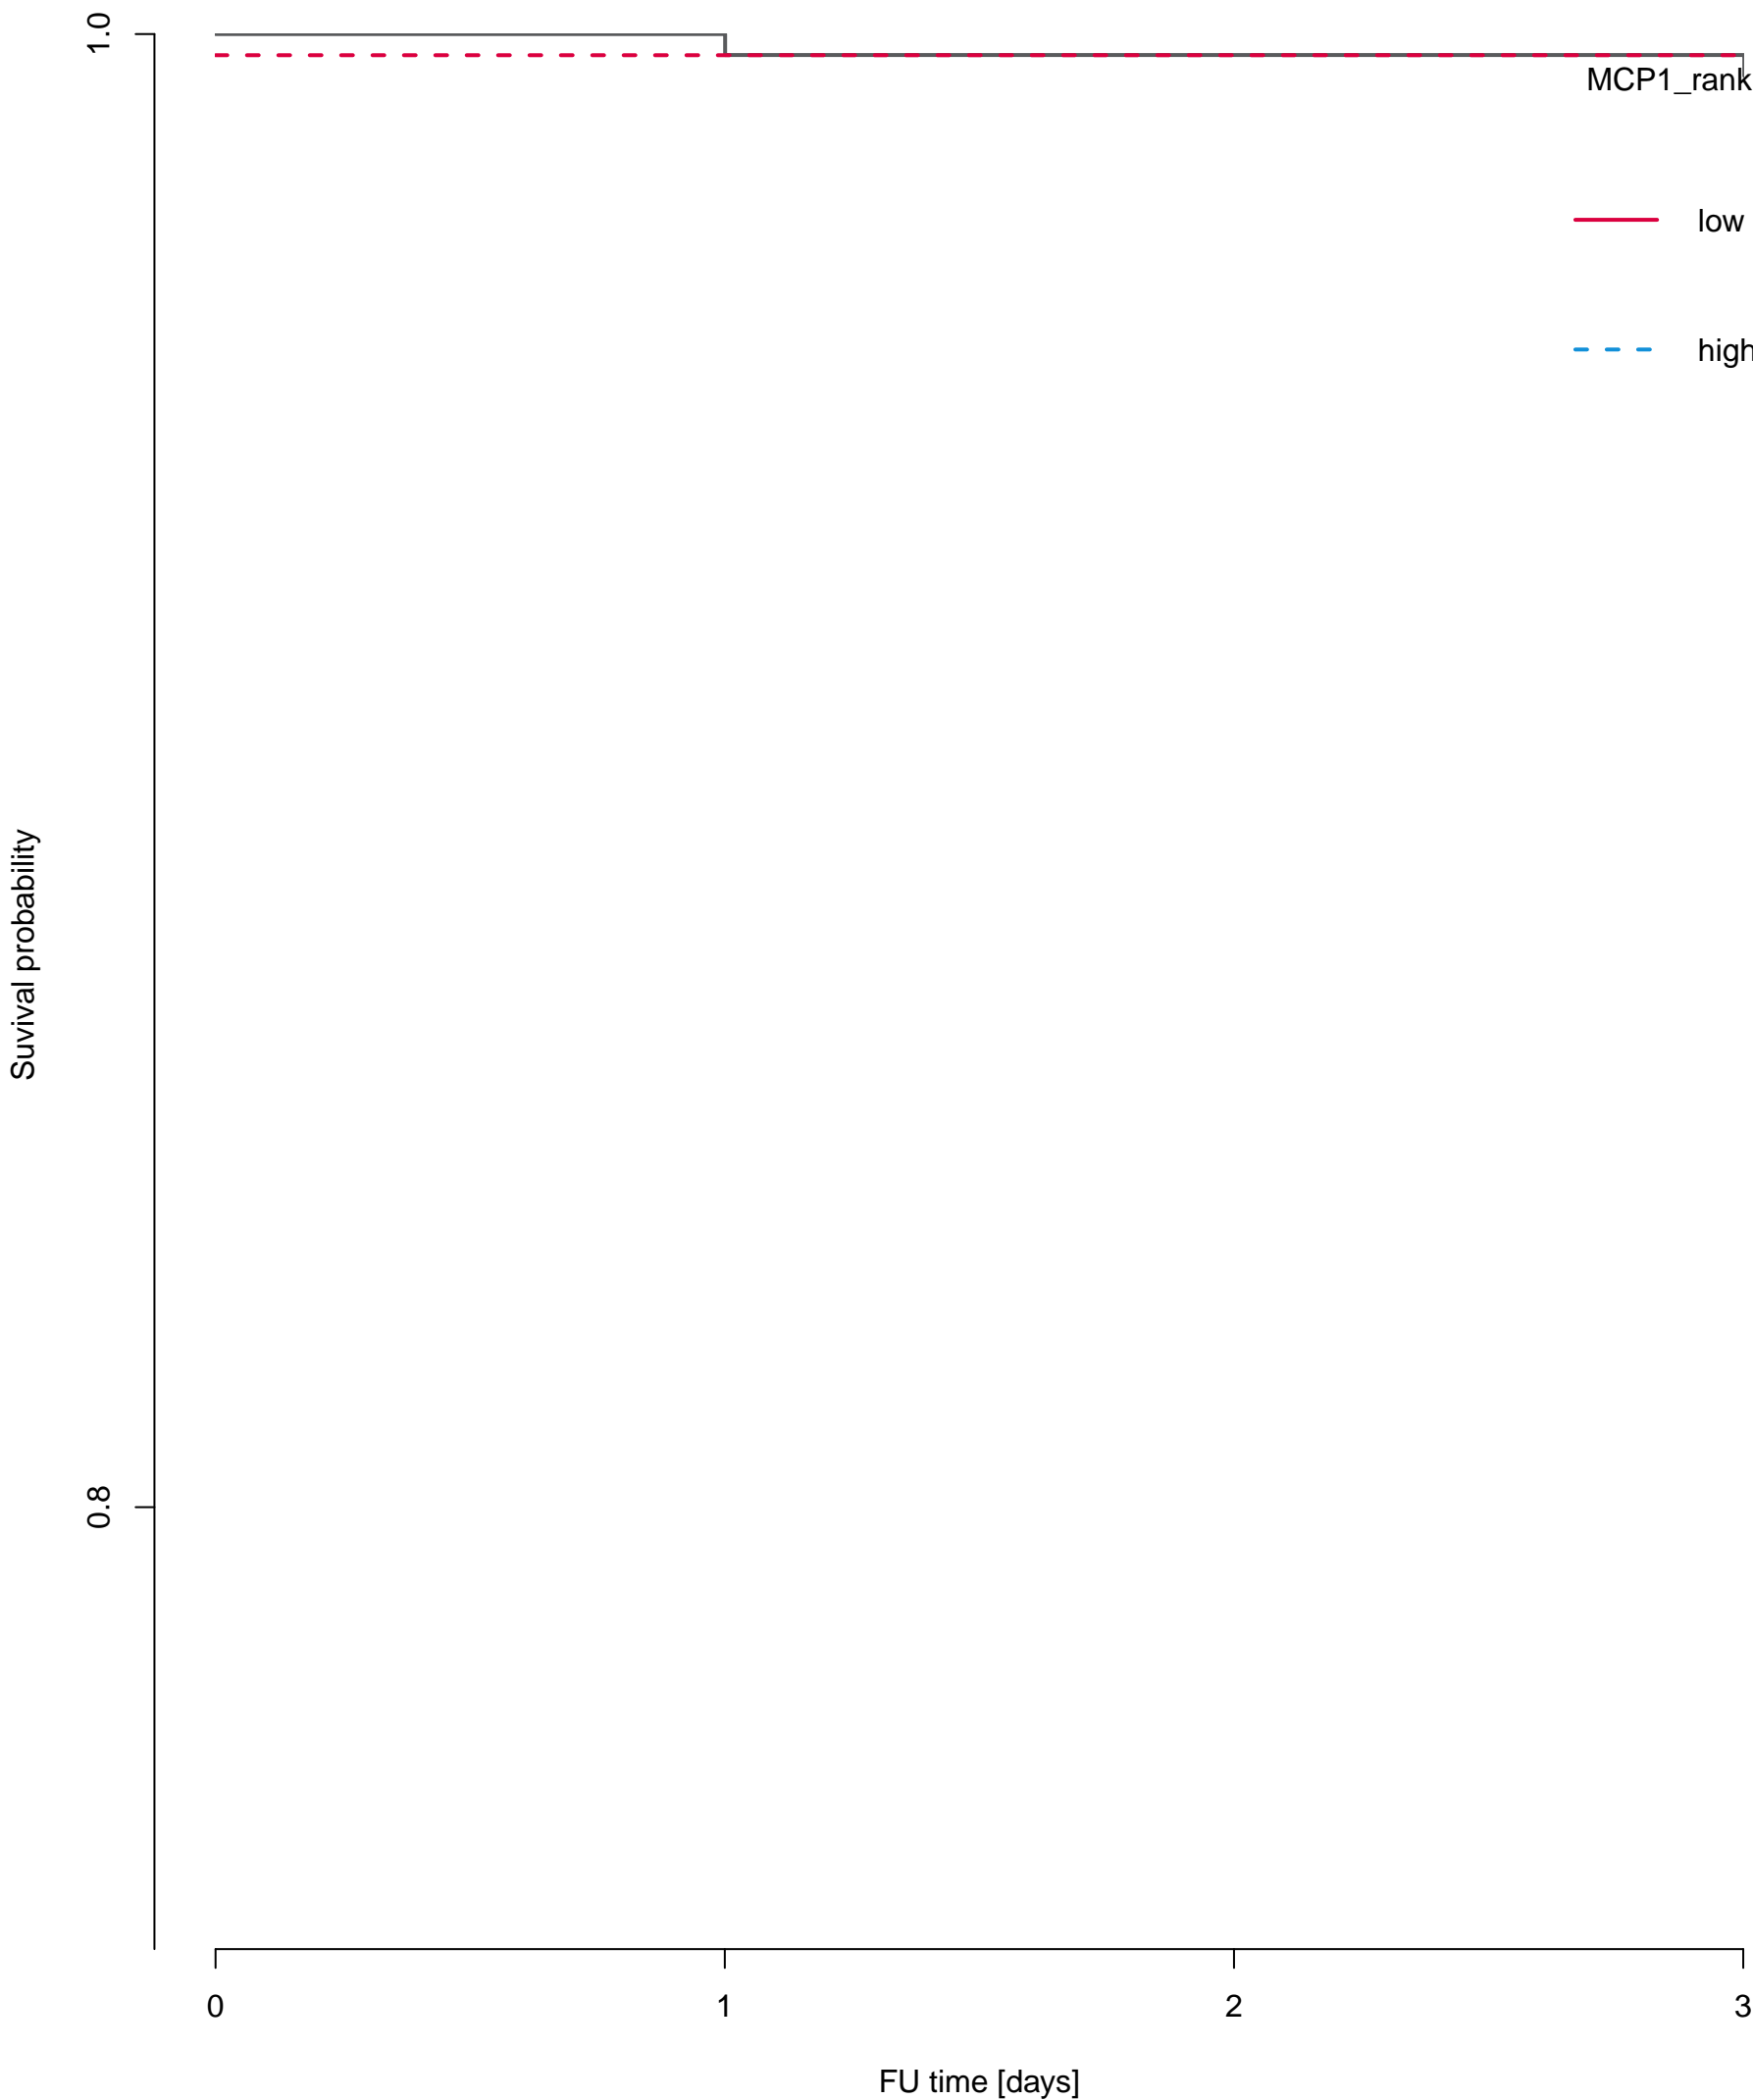 1.0
MCP1_rank
low
high
Suvival probability
0.8
0 1 2 3
FU time [days]